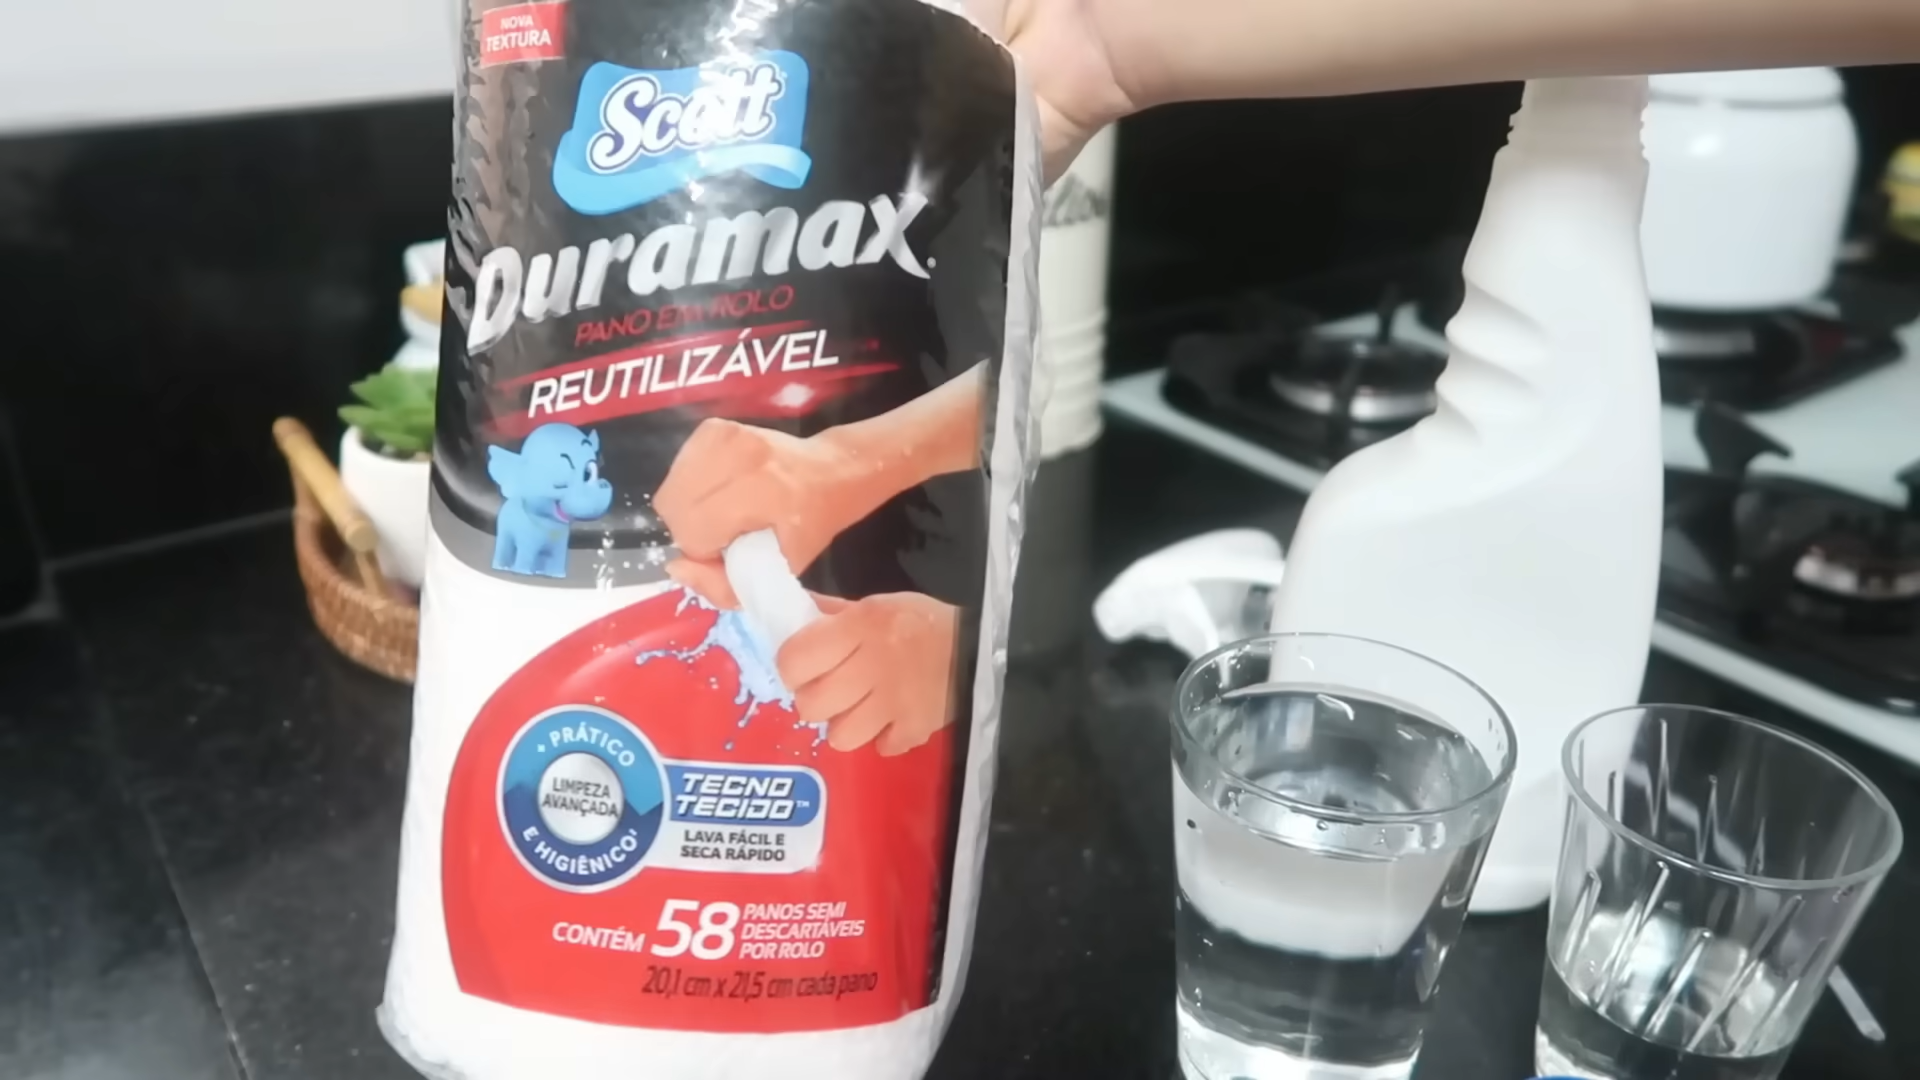 NOVA
TEXTURA
Scott
Duramax
PANO EM ROLO
REUTILIZÁVEL
+ PRÁTICO
LIMPEZA
AVANÇADA
E HIGIÊNICO
TECNO
TECIDO™
LAVA FÁCIL E
SECA RÁPIDO
CONTÉM 58 PANOS SEMI
DESCARTÁVEIS
POR ROLO
20,1 cm x 21,5 cm cada pano